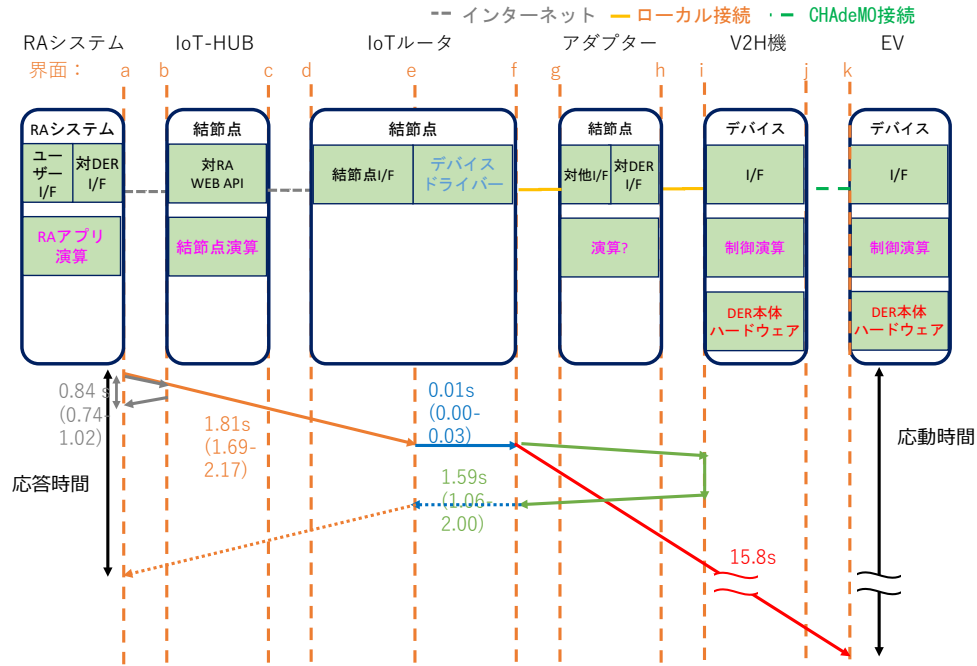 インターネット ローカル接続 CHAdeMO接続
RAシステム IoT-HUB IoTルータ アダプター V2H機 EV
界面： a b c d e f g h i j k
RAシステム 結節点 結節点 結節点 デバイス デバイス
ユー
ザー
I/F
対DER
I/F
対RA
WEB API
結節点I/F
デバイス
ドライバー
対他I/F
対DER
I/F
I/F
I/F
RAアプリ
演算
結節点演算
演算?
制御演算
制御演算
DER本体
ハードウェア
DER本体
ハードウェア
0.84 s
(0.74-
1.02)
1.81s
(1.69-
2.17)
0.01s
(0.00-
0.03)
1.59s
(1.06-
2.00)
15.8s
応答時間
応動時間